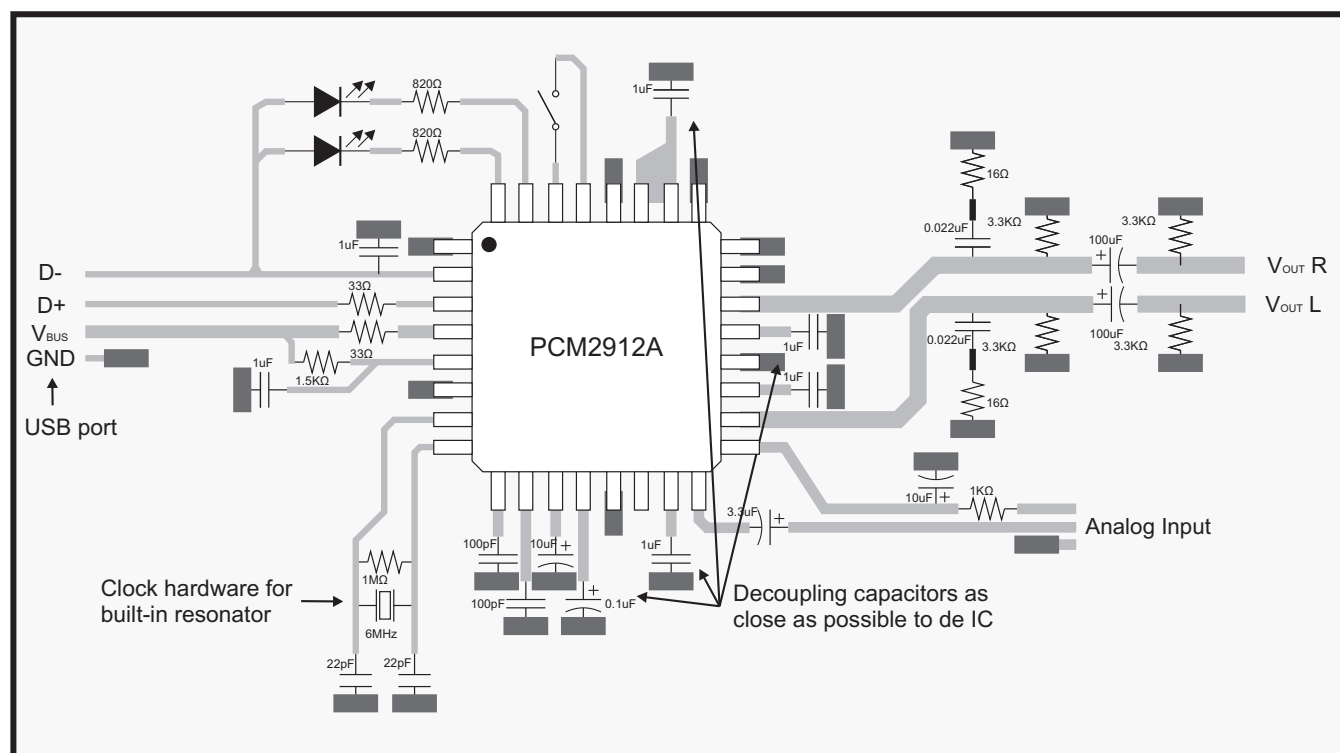 820Ω
1uF
820Ω
16Ω
0.022uF
3.3KΩ
3.3KΩ
1uF
100uF
D-
VOUT R
33Ω
D+
VOUT L
VBUS
PCM2912A
1uF
0.022uF
100uF
3.3KΩ
3.3KΩ
GND
1uF
33Ω
1.5KΩ
1uF
16Ω
USB port
10uF
1KΩ
3.3uF
Analog Input
100pF
10uF
1uF
1MΩ
Clock hardware for
built-in resonator
Decoupling capacitors as
close as possible to de IC
100pF
0.1uF
6MHz
22pF
22pF